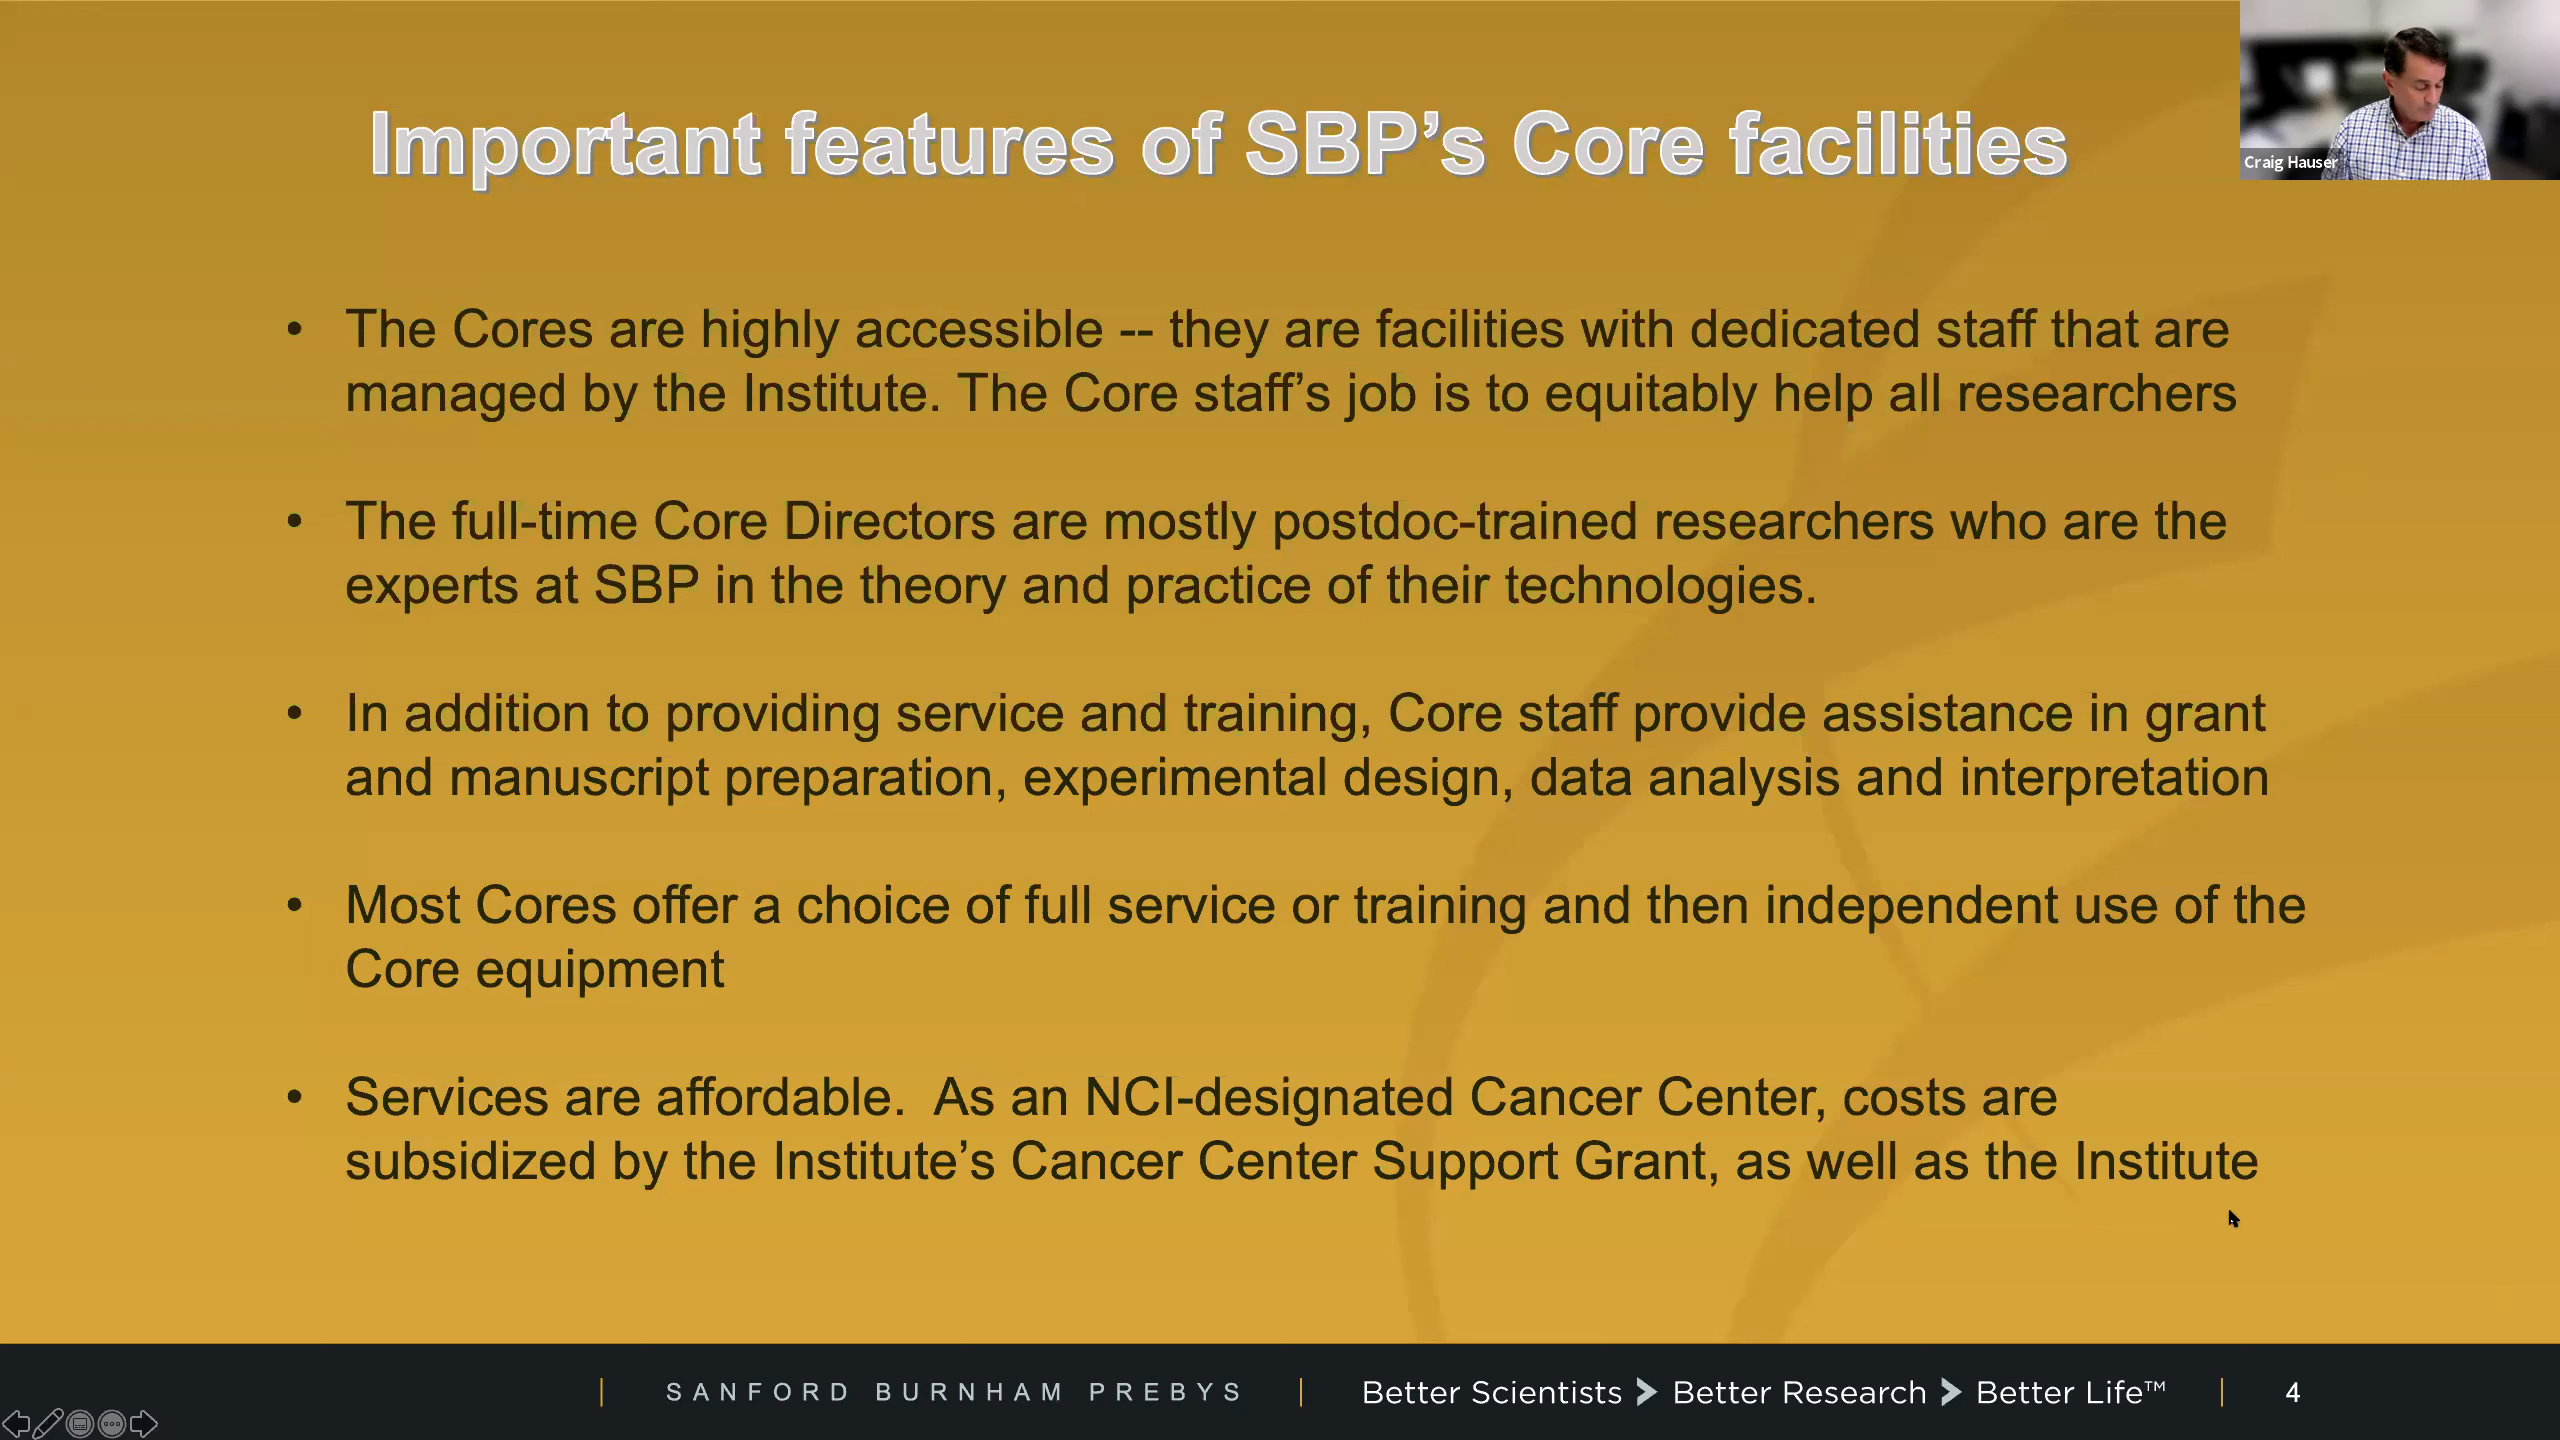 Important features of SBP’s Core facilities
Craig Hauser
• The Cores are highly accessible -- they are facilities with dedicated staff that are
managed by the Institute. The Core staff’s job is to equitably help all researchers
• The full-time Core Directors are mostly postdoc-trained researchers who are the
experts at SBP in the theory and practice of their technologies.
• In addition to providing service and training, Core staff provide assistance in grant
and manuscript preparation, experimental design, data analysis and interpretation
• Most Cores offer a choice of full service or training and then independent use of the
Core equipment
• Services are affordable.  As an NCI-designated Cancer Center, costs are
subsidized by the Institute’s Cancer Center Support Grant, as well as the Institute
| SANFORD BURNHAM PREBYS | Better Scientists > Better Research > Better Life™ | 4